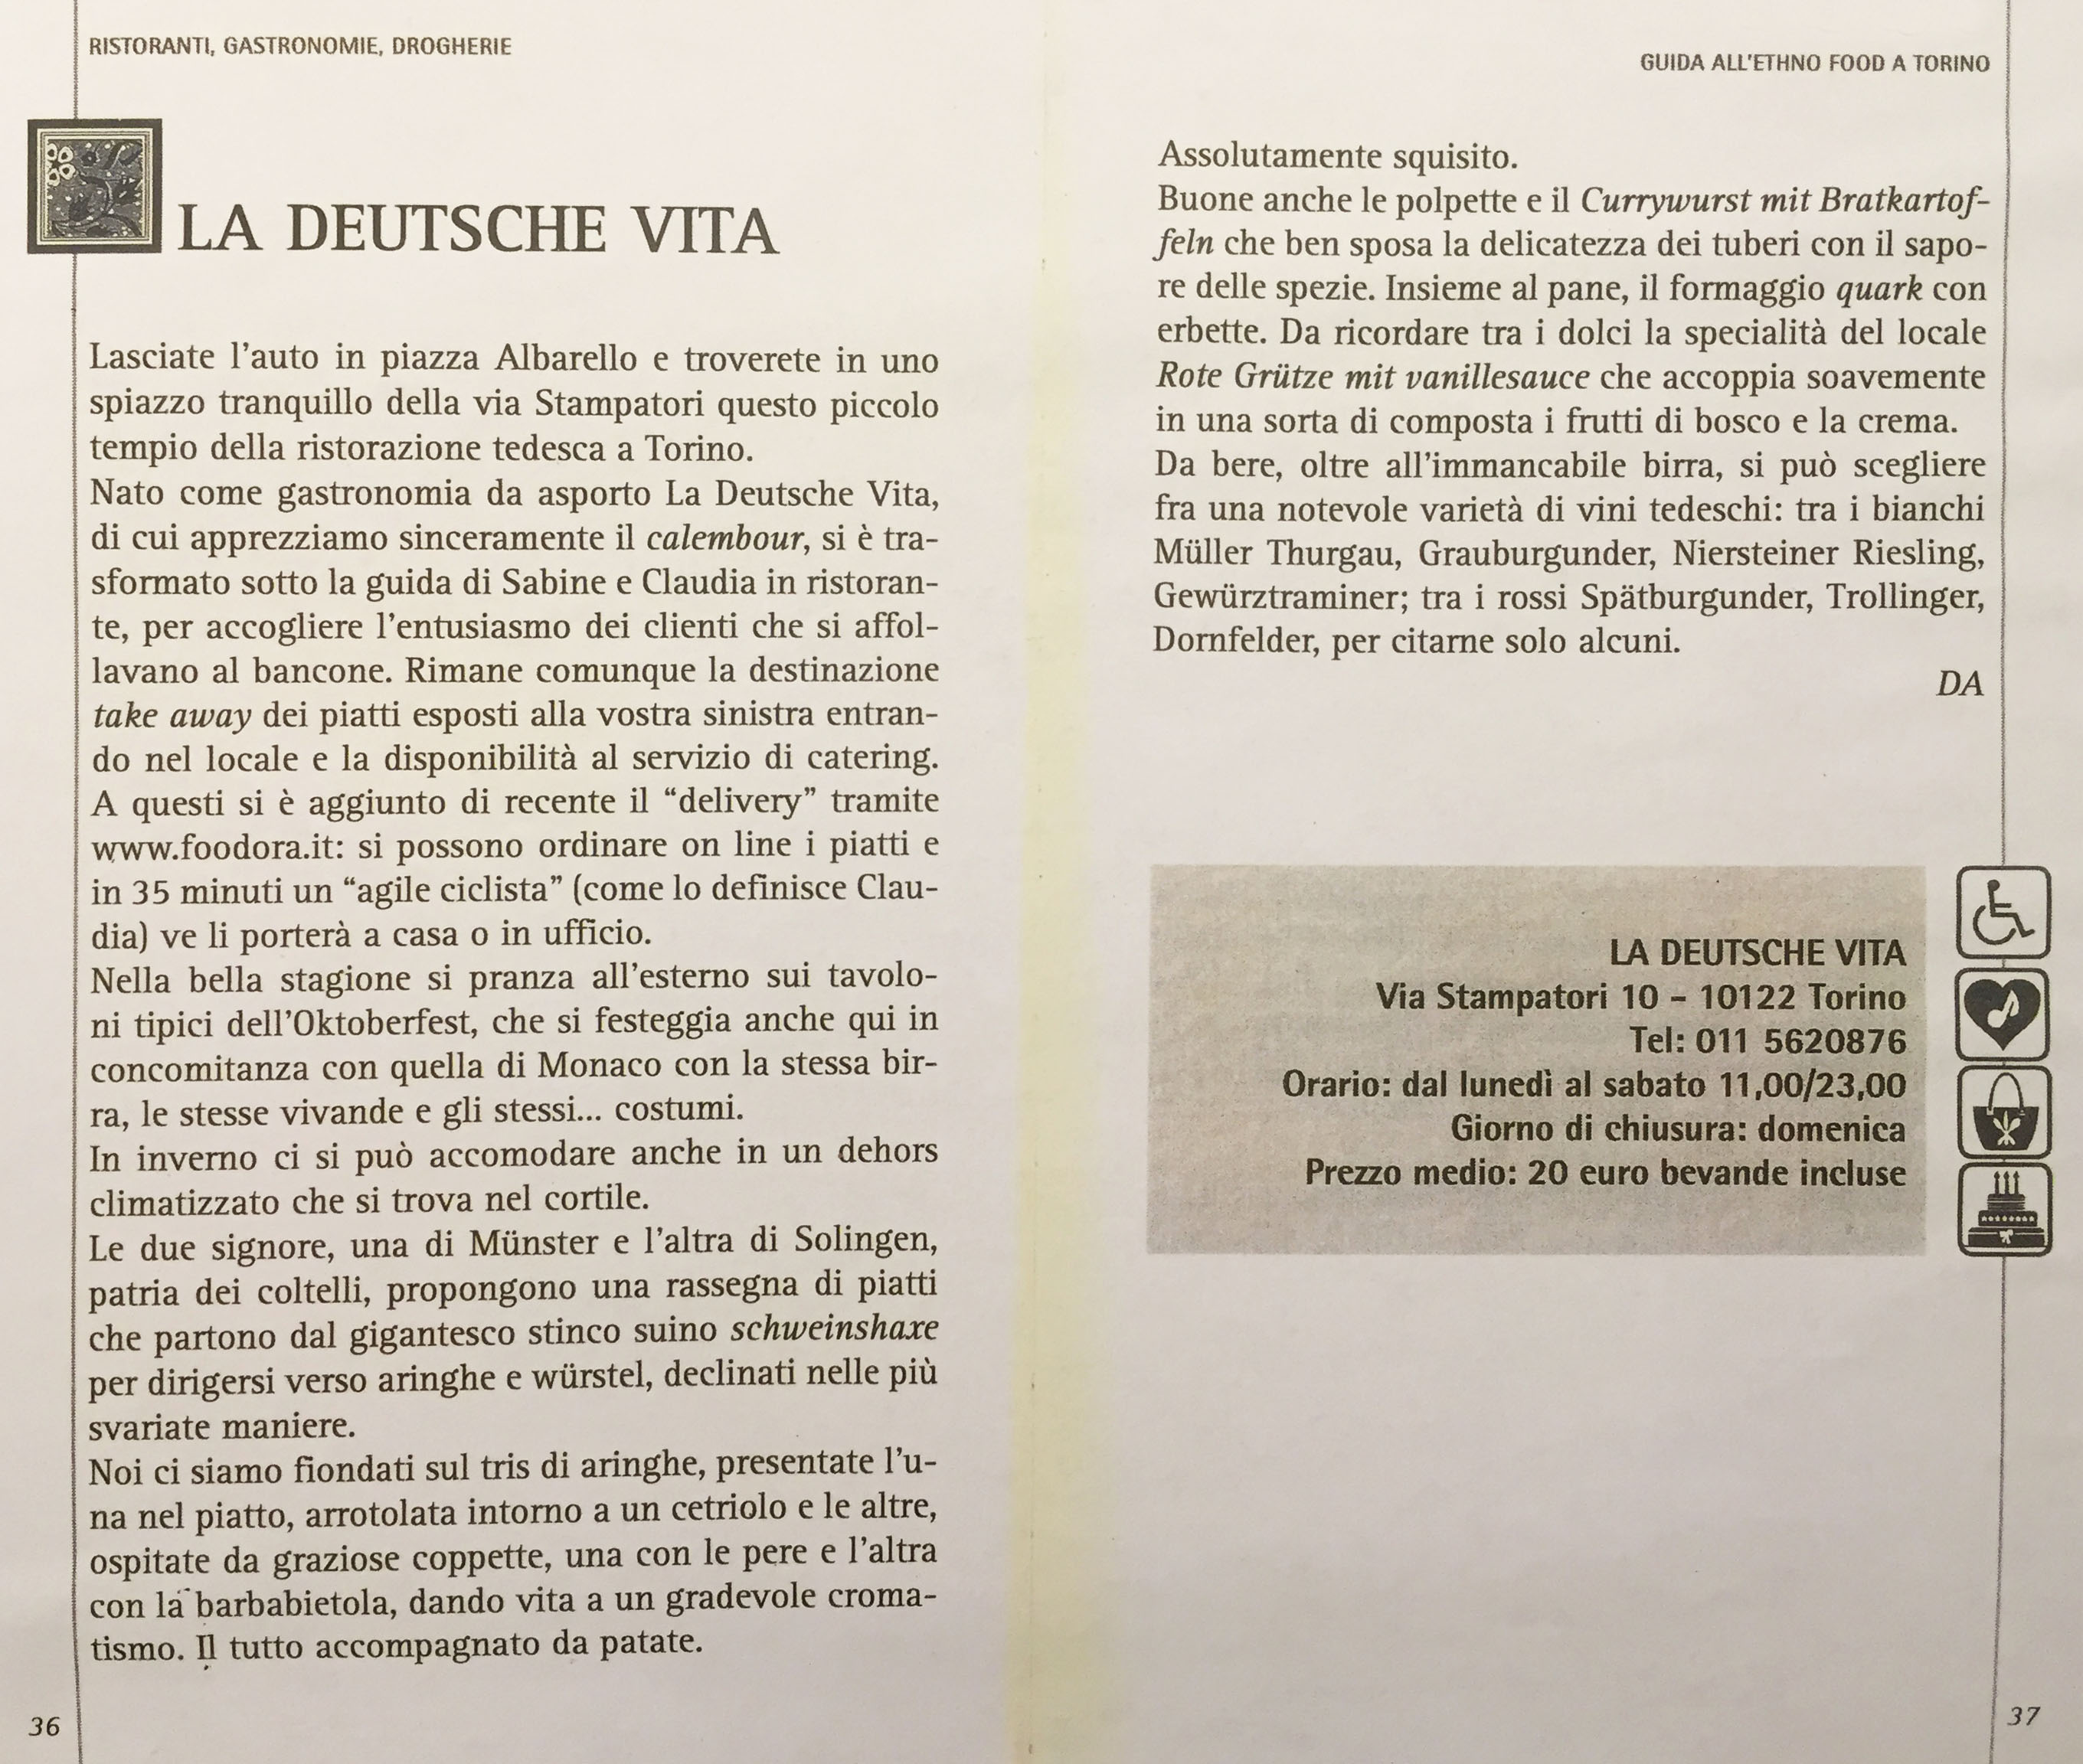 RISTORANTI, GASTRONOMIE, DROGHERIE
LA DEUTSCHE VITA
Lasciate l'auto in piazza Albarello e troverete in uno
spiazzo tranquillo della via Stampatori questo piccolo
tempio della ristorazione tedesca a Torino.
Nato come gastronomia da asporto La Deutsche Vita,
di cui apprezziamo sinceramente il calembour, si è tra-
sformato sotto la guida di Sabine e Claudia in ristoran-
te, per accogliere l'entusiasmo dei clienti che si affol-
lavano al bancone. Rimane comunque la destinazione
take away dei piatti esposti alla vostra sinistra entran-
do nel locale e la disponibilità al servizio di catering.
A questi si è aggiunto di recente il “delivery” tramite
www.foodora.it: si possono ordinare on line i piatti e
in 35 minuti un “agile ciclista” (come lo definisce Clau-
dia) ve li porterà a casa o in ufficio.
Nella bella stagione si pranza all'esterno sui tavolo-
ni tipici dell'Oktoberfest, che si festeggia anche qui in
concomitanza con quella di Monaco con la stessa bir-
ra, le stesse vivande e gli stessi... costumi.
In inverno ci si può accomodare anche in un dehors
climatizzato che si trova nel cortile.
Le due signore, una di Münster e l'altra di Solingen,
patria dei coltelli, propongono una rassegna di piatti
che partono dal gigantesco stinco suino schweinshaxe
per dirigersi verso aringhe e würstel, declinati nelle più
svariate maniere.
Noi ci siamo fiondati sul tris di aringhe, presentate l'u-
na nel piatto, arrotolata intorno a un cetriolo e le altre,
ospitate da graziose coppette, una con le pere e l'altra
con la barbabietola, dando vita a un gradevole croma-
tismo. Il tutto accompagnato da patate.
36
GUIDA ALL'ETHNO FOOD A TORINO
Assolutamente squisito.
Buone anche le polpette e il Currywurst mit Bratkartof-
feln che ben sposa la delicatezza dei tuberi con il sapo-
re delle spezie. Insieme al pane, il formaggio quark con
erbette. Da ricordare tra i dolci la specialità del locale
Rote Grütze mit vanillesauce che accoppia soavemente
in una sorta di composta i frutti di bosco e la crema.
Da bere, oltre all'immancabile birra, si può scegliere
fra una notevole varietà di vini tedeschi: tra i bianchi
Müller Thurgau, Grauburgunder, Niersteiner Riesling,
Gewürztraminer; tra i rossi Spätburgunder, Trollinger,
Dornfelder, per citarne solo alcuni.
DA
LA DEUTSCHE VITA
Via Stampatori 10 – 10122 Torino
Tel: 011 5620876
Orario: dal lunedì al sabato 11,00/23,00
Giorno di chiusura: domenica
Prezzo medio: 20 euro bevande incluse
37